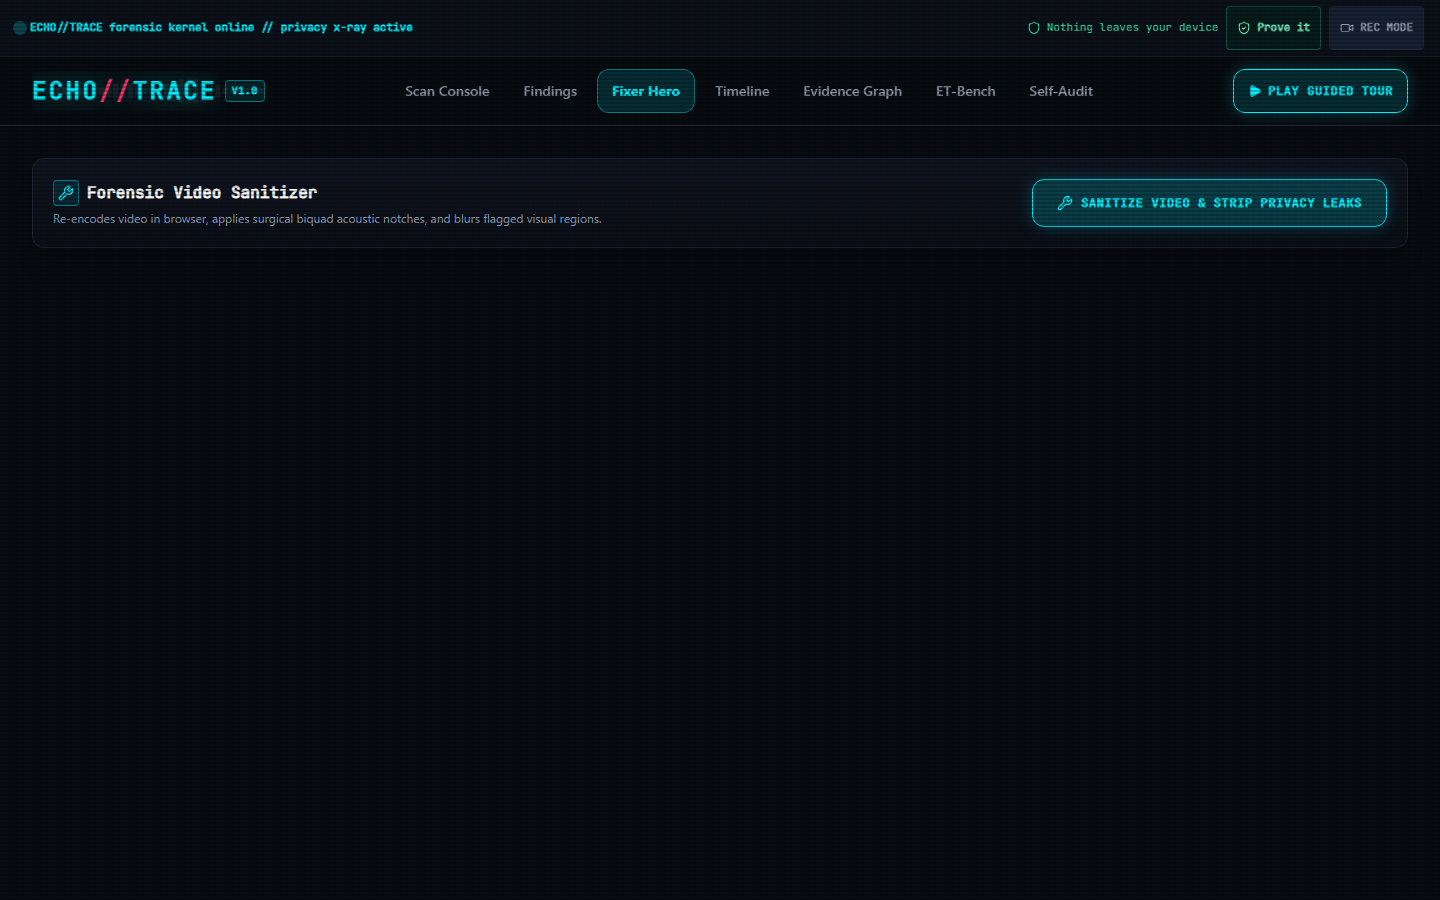 ECHO//TRACE forensic kernel online // privacy x-ray active
Nothing leaves your device
Prove it
REC MODE
ECHO//TRACE V1.0
Scan Console
Findings
Fixer Hero
Timeline
Evidence Graph
ET-Bench
Self-Audit
PLAY GUIDED TOUR
Forensic Video Sanitizer
Re-encodes video in browser, applies surgical biquad acoustic notches, and blurs flagged visual regions.
SANITIZE VIDEO & STRIP PRIVACY LEAKS